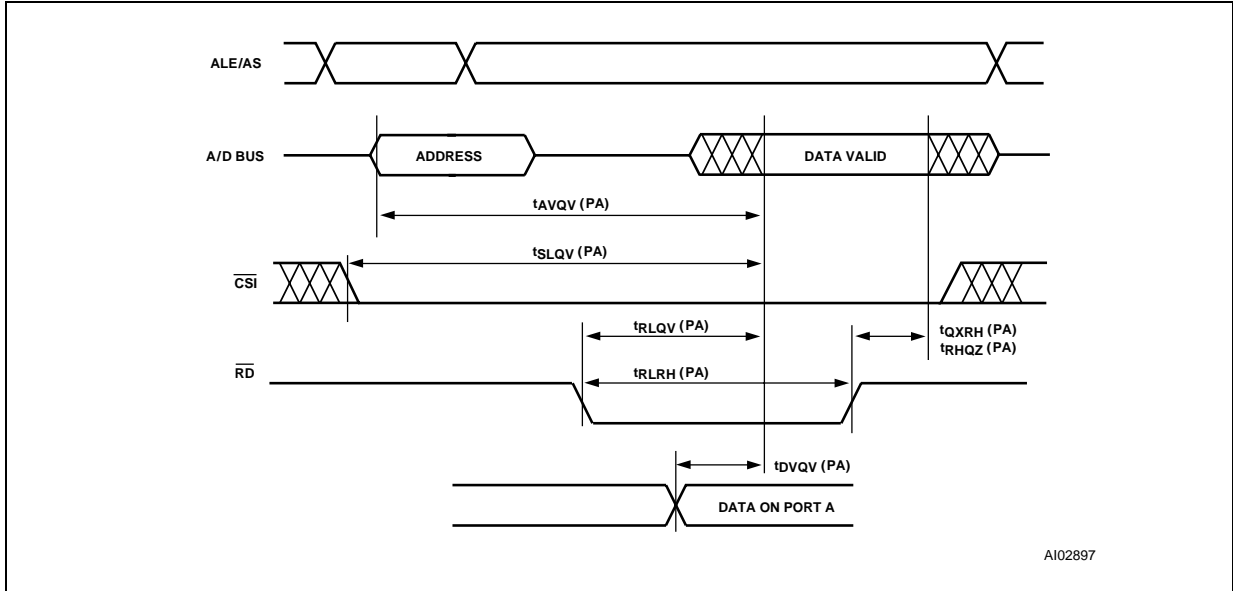 ALE/AS
A/D BUS
ADDRESS
DATA VALID
tAVQV (PA)
tSLQV (PA)
CSI
tRLQV (PA)
tQXRH (PA)
tRHQZ (PA)
RD
tRLRH (PA)
tDVQV (PA)
DATA ON PORT A
AI02897